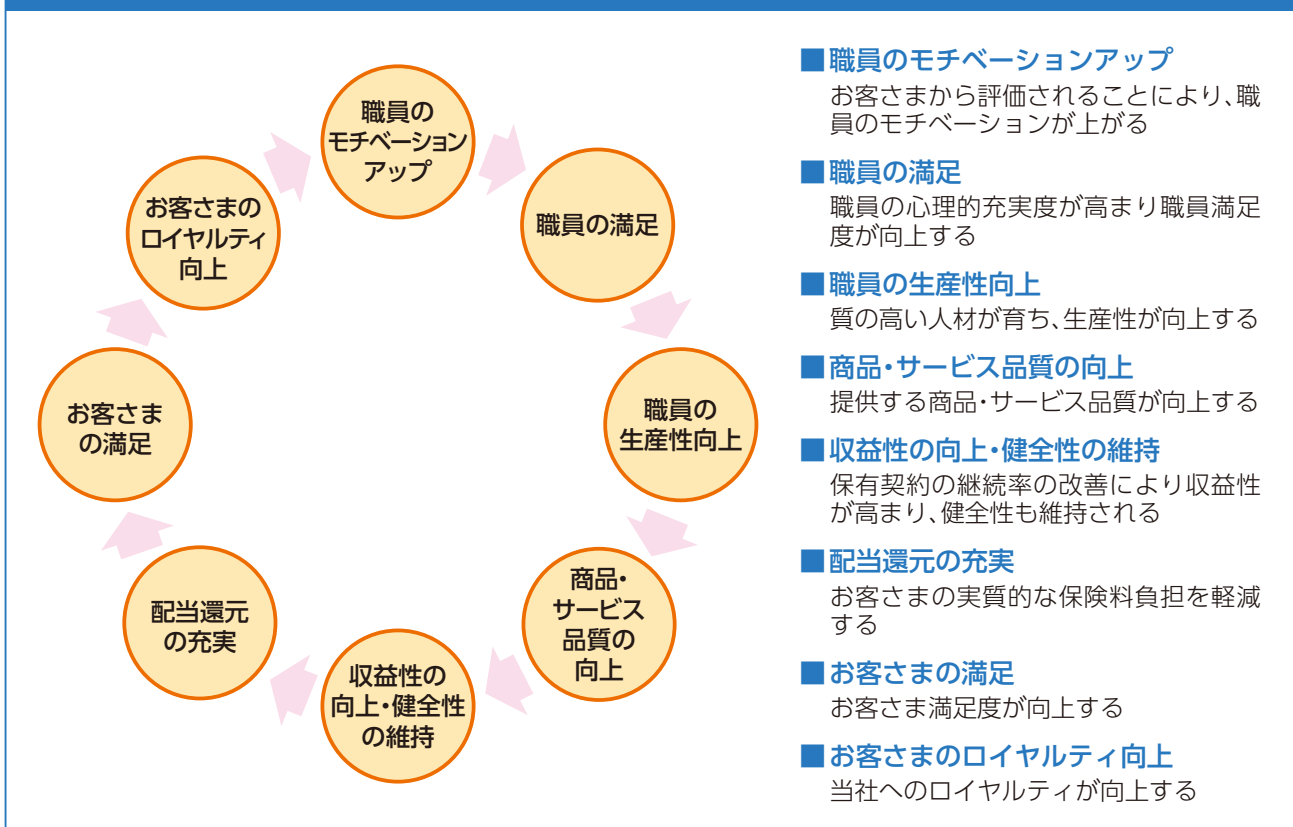 職員の
モチベーション
アップ
職員の満足
職員の
生産性向上
商品・
サービス
品質の
向上
収益性の
向上・健全性
の維持
配当還元
の充実
お客さま
の満足
お客さまの
ロイヤルティ
向上
■職員のモチベーションアップ
お客さまから評価されることにより、職
員のモチベーションが上がる
■職員の満足
職員の心理的充実度が高まり職員満足
度が向上する
■職員の生産性向上
質の高い人材が育ち、生産性が向上する
■商品・サービス品質の向上
提供する商品・サービス品質が向上する
■収益性の向上・健全性の維持
保有契約の継続率の改善により収益性
が高まり、健全性も維持される
■配当還元の充実
お客さまの実質的な保険料負担を軽減
する
■お客さまの満足
お客さま満足度が向上する
■お客さまのロイヤルティ向上
当社へのロイヤルティが向上する